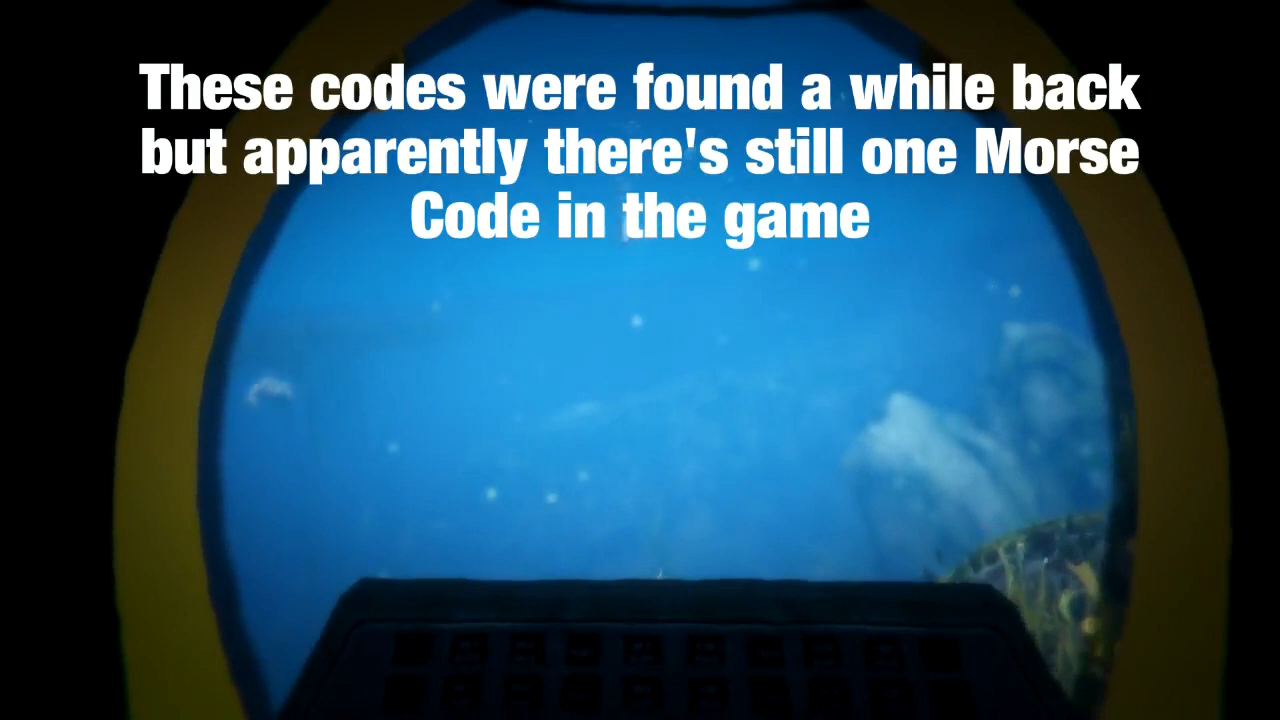 These codes were found a while back
but apparently there's still one Morse
Code in the game